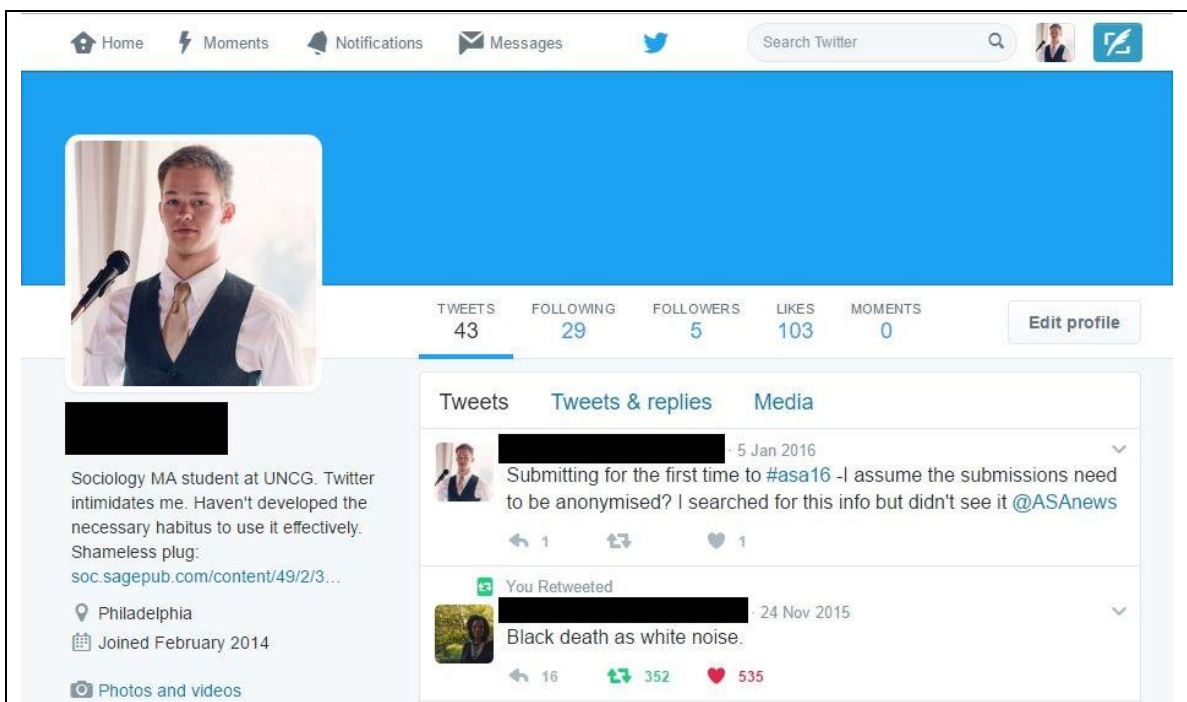 Home Moments Notifications Messages Search Twitter
TWEETS FOLLOWING FOLLOWERS LIKES MOMENTS
43 29 5 103 0
Edit profile
Sociology MA student at UNCG. Twitter
intimidates me. Haven't developed the
necessary habitus to use it effectively.
Shameless plug:
soc.sagepub.com/content/49/2/3…
Philadelphia
Joined February 2014
Photos and videos
Tweets Tweets & replies Media
· 5 Jan 2016
Submitting for the first time to #asa16 -I assume the submissions need
to be anonymised? I searched for this info but didn't see it @ASAnews
1 1
You Retweeted
· 24 Nov 2015
Black death as white noise.
16 352 535